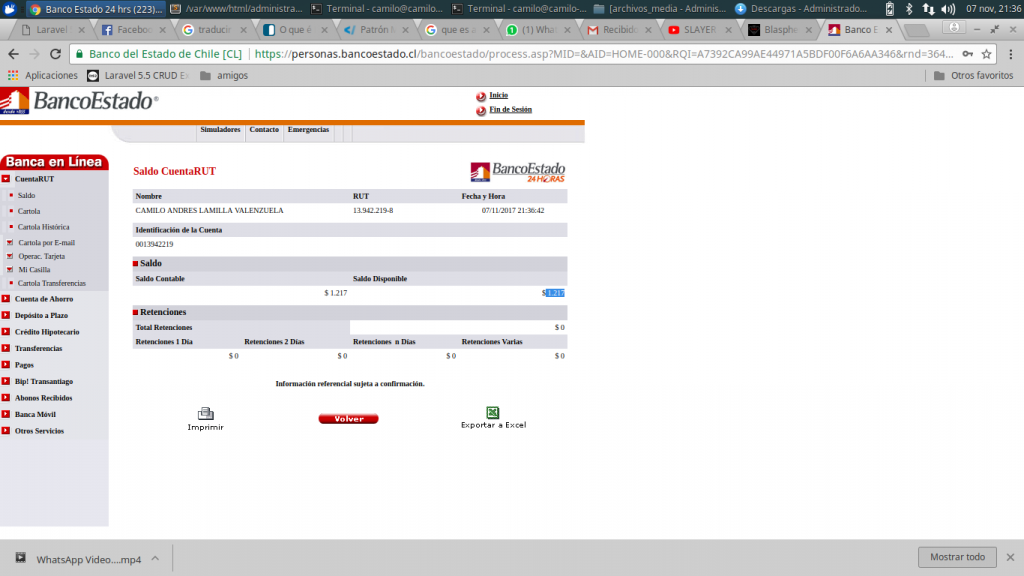 Banco Estado 24 hrs (223)...
/var/www/html/administra...
Terminal - camilo@camilo...
Terminal - camilo@camilo-...
[archivos_media - Adminis...
Descargas - Administrado...
07 nov, 21:36
Laravel
Faceboo
traducir
O que é
Patrón M
que es u
(1) What
Recibido
SLAYER
Blasphe
Banco E
Banco del Estado de Chile [CL]
https://personas.bancoestado.cl/bancoestado/process.asp?MID=&AID=HOME-000&RQI=A7392CA99AE44971A5BDF00F6A6AA346&rnd=364...
Aplicaciones
Laravel 5.5 CRUD E
amigos
Otros favoritos
BancoEstado®
Inicio
Fin de Sesión
Simuladores Contacto Emergencias
Banca en Línea
CuentaRUT
Saldo
Cartola
Cartola Histórica
Cartola por E-mail
Operac. Tarjeta
Mi Casilla
Cartola Transferencias
Cuenta de Ahorro
Depósito a Plazo
Crédito Hipotecario
Transferencias
Pagos
Bip! Transantiago
Abonos Recibidos
Banca Móvil
Otros Servicios
Saldo CuentaRUT
BancoEstado
24 HORAS
Nombre RUT Fecha y Hora
CAMILO ANDRES LAMILLA VALENZUELA 13.942.219-8 07/11/2017 21:36:42
Identificación de la Cuenta
0013942219
Saldo
Saldo Contable Saldo Disponible
$ 1.217 $ 1.217
Retenciones
Total Retenciones $ 0
Retenciones 1 Día Retenciones 2 Días Retenciones n Días Retenciones Varias
$ 0 $ 0 $ 0 $ 0
Información referencial sujeta a confirmación.
Imprimir
Volver
Exportar a Excel
WhatsApp Video....mp4
Mostrar todo